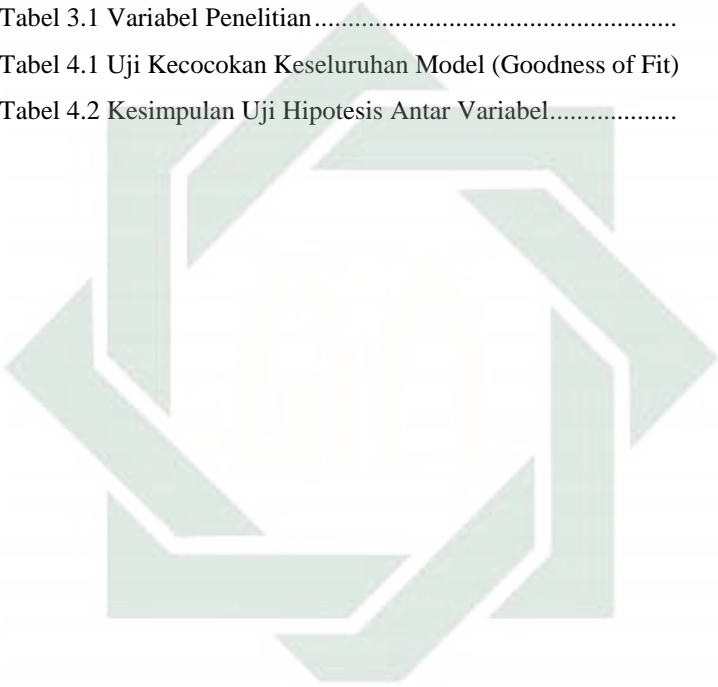 Tabel 3.1 Variabel Penelitian.....................................................
Tabel 4.1 Uji Kecocokan Keseluruhan Model (Goodness of Fit)
Tabel 4.2 Kesimpulan Uji Hipotesis Antar Variabel...................